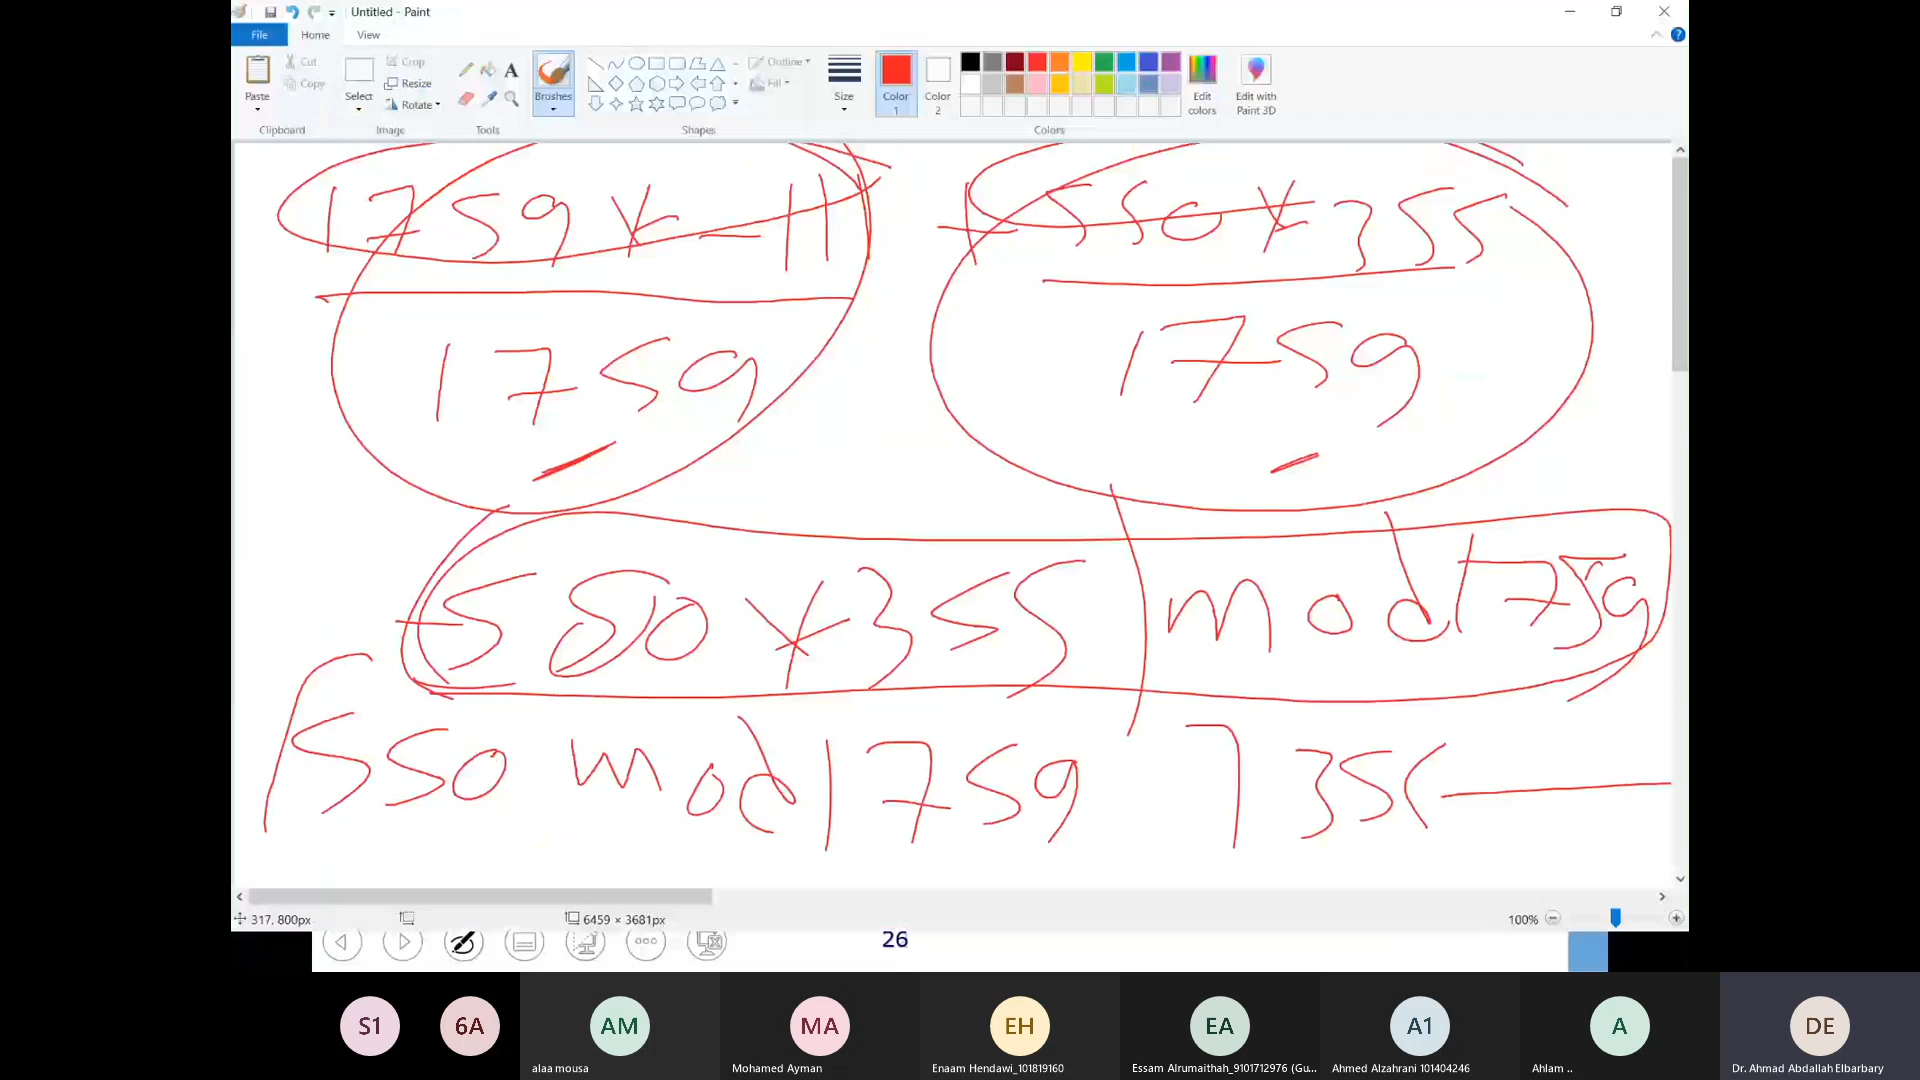 Untitled - Paint
File Home View
Paste
Cut
Copy
Clipboard
Select
Crop
Resize
Rotate
Image
Tools
Brushes
Outline
Fill
Shapes
Size
Color 1
Color 2
Edit colors
Edit with Paint 3D
Colors
1759 * - 11 + 550 * 355
1759 1759
550 * 355 mod 1759
550 mod 1759 355
317, 800px 6459 × 3681px 100%
26
S1 6A AM MA EH EA A1 A DE
alaa mousa Mohamed Ayman Enaam Hendawi_101819160 Essam Alrumaithah_9101712976 (Gu... Ahmed Alzahrani 101404246 Ahlam .. Dr. Ahmad Abdallah Elbarbary